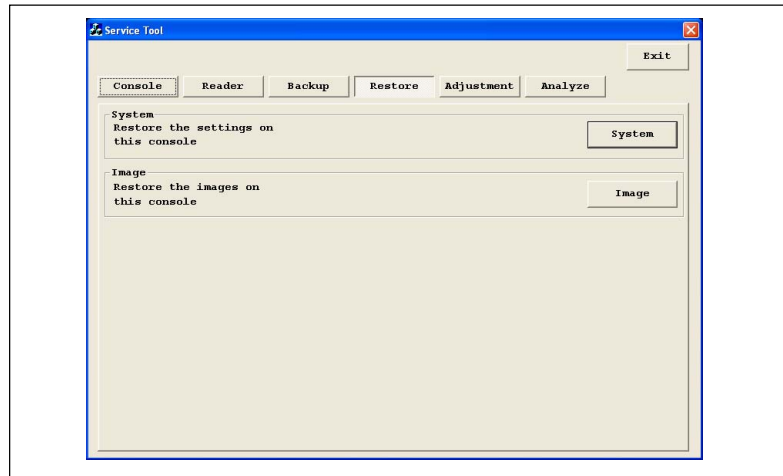 Service Tool
Exit
Console Reader Backup Restore Adjustment Analyze
System
Restore the settings on
this console
System
Image
Restore the images on
this console
Image